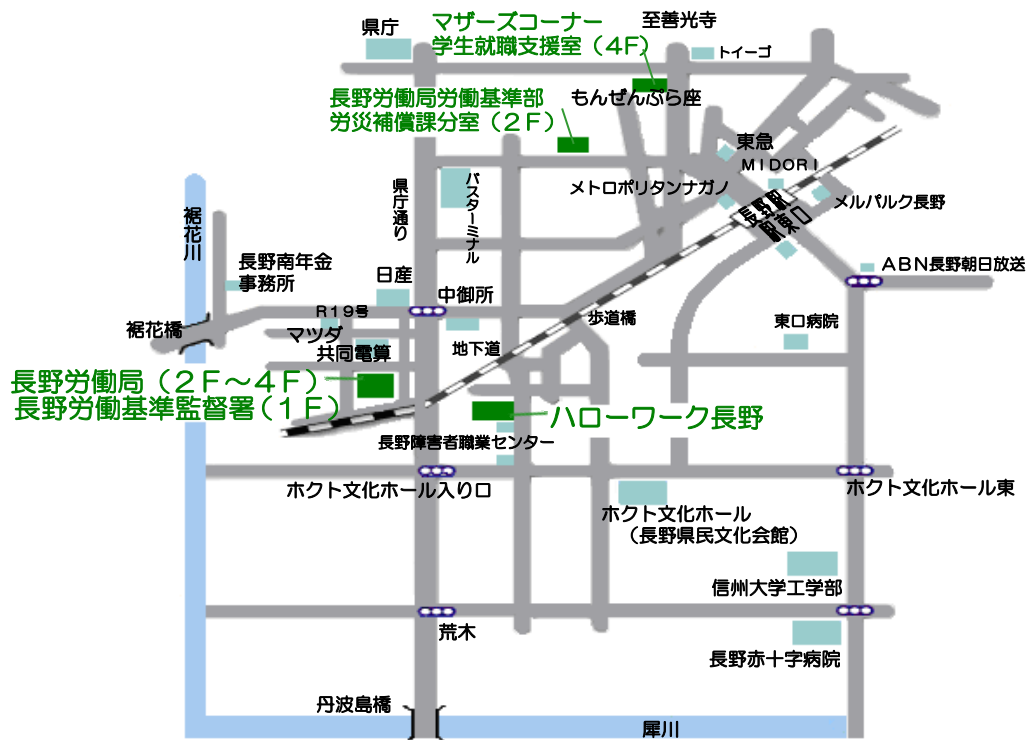 県庁
マザーズコーナー
学生就職支援室（4F）
至善光寺
トイーゴ
長野労働局労働基準部
労災補償課分室（2F）
もんぜんぷら座
東急
MIDORI
メトロポリタンナガノ
長野駅
駅東口
メルパルク長野
県庁通り
バスターミナル
裾花川
長野南年金
事務所
日産
中御所
ABN長野朝日放送
R19号
裾花橋
マツダ
共同電算
地下道
歩道橋
東口病院
長野労働局（2F～4F）
長野労働基準監督署（1F）
ハローワーク長野
長野障害者職業センター
ホクト文化ホール入り口
ホクト文化ホール東
ホクト文化ホール
（長野県民文化会館）
信州大学工学部
荒木
長野赤十字病院
丹波島橋
犀川